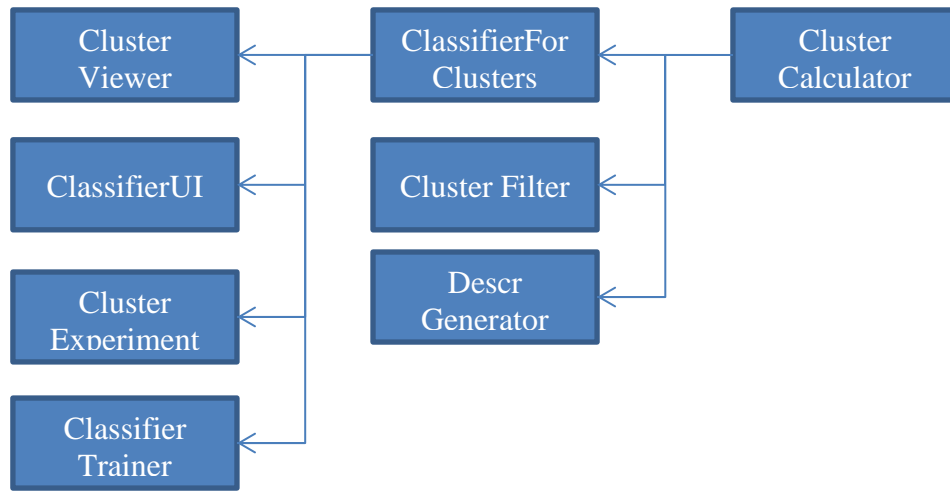 Cluster
Viewer
ClassifierFor
Clusters
Cluster
Calculator
ClassifierUI
Cluster Filter
Cluster
Experiment
Descr
Generator
Classifier
Trainer